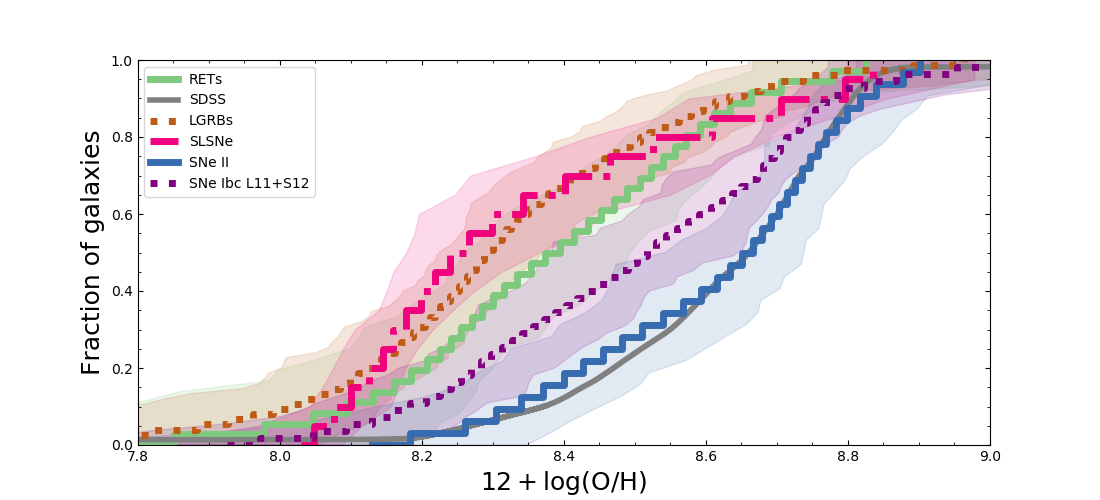 1.0
0.8
0.6
0.4
0.2
0.0
Fraction of galaxies
RETs
SDSS
LGRBs
SLSNe
SNe II
SNe Ibc L11+S12
7.8 8.0 8.2 8.4 8.6 8.8 9.0
12 + log(O/H)